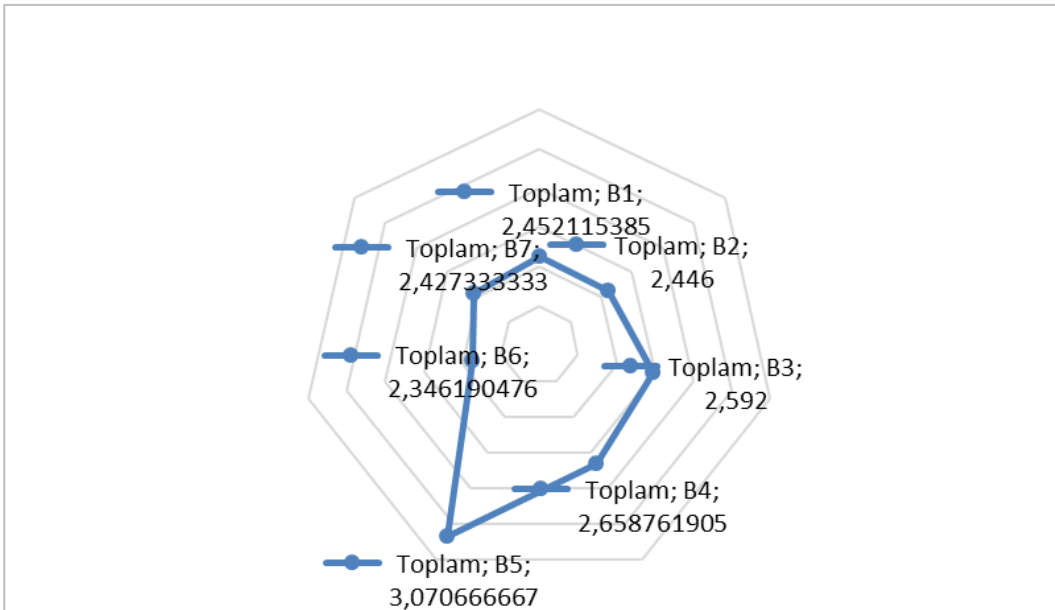 Toplam; B1;
2,452115385
Toplam; B2;
2,446
Toplam; B3;
2,592
Toplam; B4;
2,658761905
Toplam; B5;
3,070666667
Toplam; B6;
2,346190476
Toplam; B7;
2,427333333